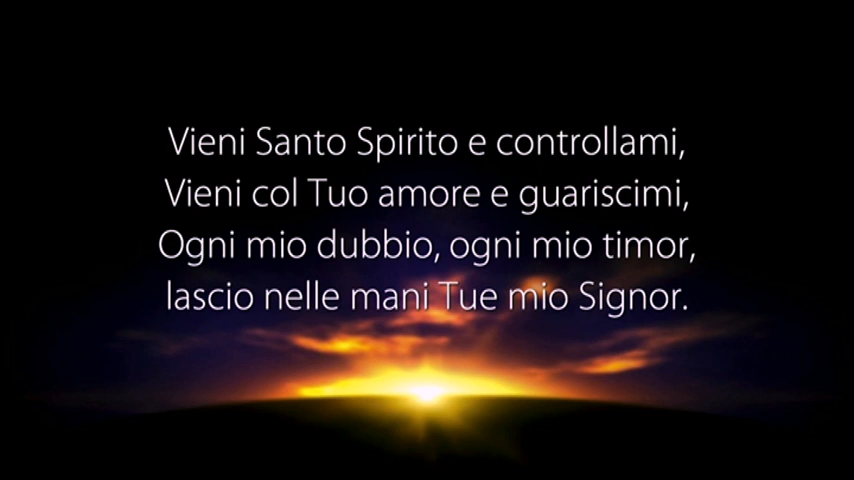 Vieni Santo Spirito e controllami,
Vieni col Tuo amore e guariscimi,
Ogni mio dubbio, ogni mio timor,
lascio nelle mani Tue mio Signor.